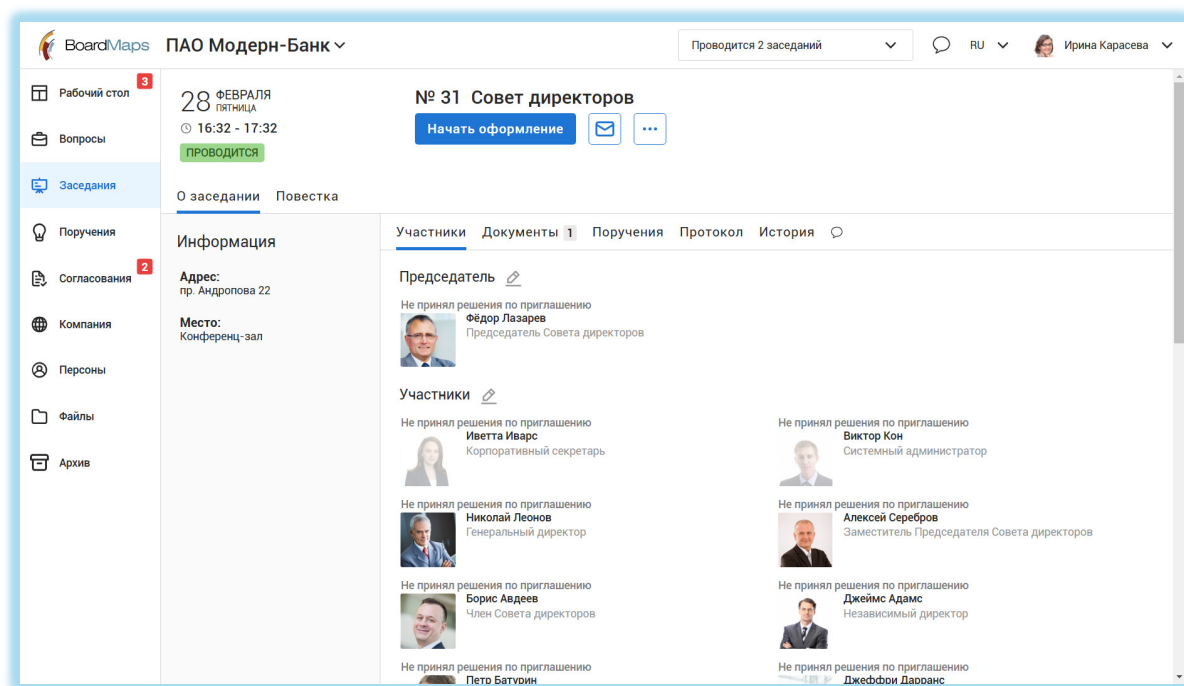 BoardMaps
ПАО Модерн-Банк
Проводится 2 заседаний
RU
Ирина Карасева
Рабочий стол
3
Вопросы
Заседания
Поручения
Согласования
2
Компания
Персоны
Файлы
Архив
28 ФЕВРАЛЯ
ПЯТНИЦА
16:32 - 17:32
ПРОВОДИТСЯ
№ 31 Совет директоров
Начать оформление
О заседании Повестка
Информация
Адрес:
пр. Андропова 22
Место:
Конференц-зал
Участники Документы 1 Поручения Протокол История
Председатель
Не принял решения по приглашению
Фёдор Лазарев
Председатель Совета директоров
Участники
Не принял решения по приглашению
Иветта Иварс
Корпоративный секретарь
Не принял решения по приглашению
Виктор Кон
Системный администратор
Не принял решения по приглашению
Николай Леонов
Генеральный директор
Не принял решения по приглашению
Алексей Серебров
Заместитель Председателя Совета директоров
Не принял решения по приглашению
Борис Авдеев
Член Совета директоров
Не принял решения по приглашению
Джеймс Адамс
Независимый директор
Не принял решения по приглашению
Петр Батурин
Не принял решения по приглашению
Джеффри Дарранс